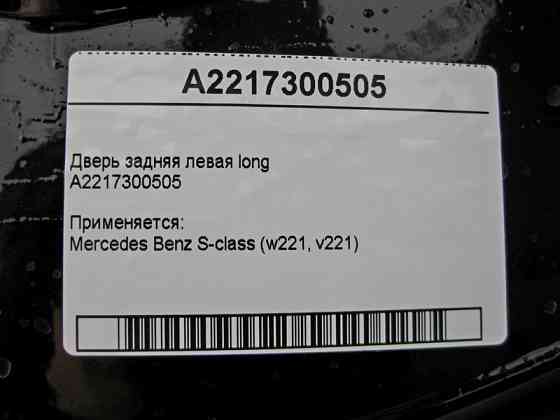 A2217300505
Дверь задняя левая long
A2217300505
Применяется:
Mercedes Benz S-class (w221, v221)